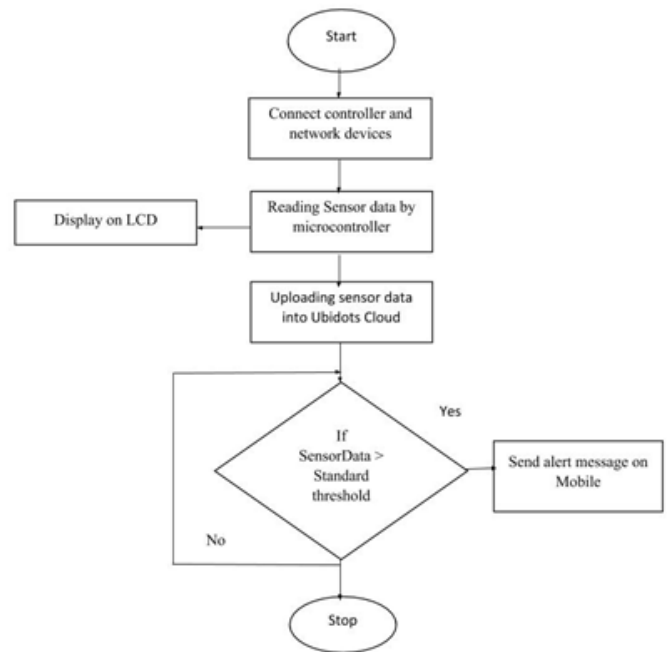 Start
Connect controller and
network devices
Reading Sensor data by
microcontroller
Display on LCD
Uploading sensor data
into Ubidots Cloud
If
SensorData >
Standard
threshold
Yes
Send alert message on
Mobile
No
Stop